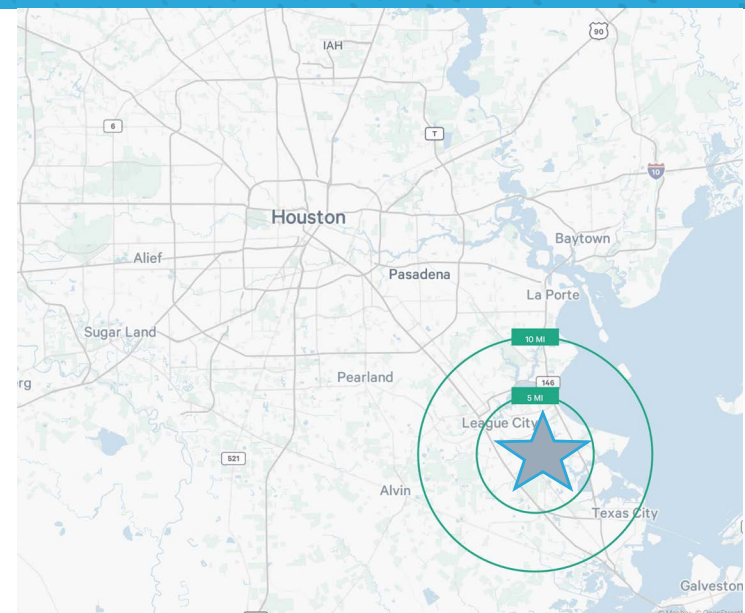 IAH
90
6
T
10
Houston
Baytown
Alief
Pasadena
La Porte
Sugar Land
10 MI
rg
Pearland
146
5 MI
League City
521
Alvin
Texas City
Galveston